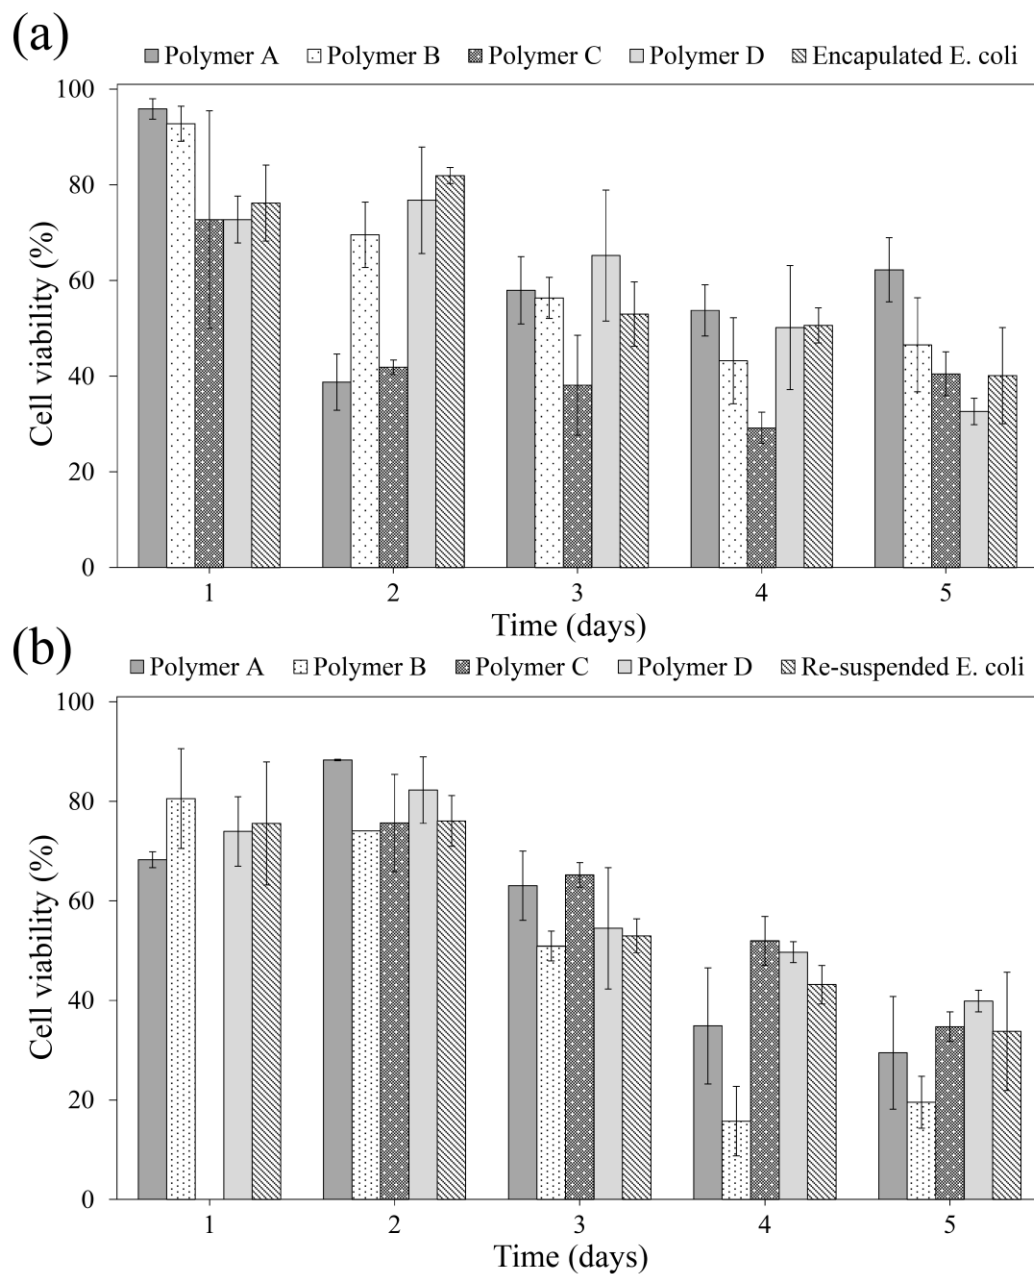 (a)
Polymer A Polymer B Polymer C Polymer D Encapulated E. coli
100
80
60
40
20
0
Cell viability (%)
1 2 3 4 5
Time (days)
(b)
Polymer A Polymer B Polymer C Polymer D Re-suspended E. coli
100
80
60
40
20
0
Cell viability (%)
1 2 3 4 5
Time (days)